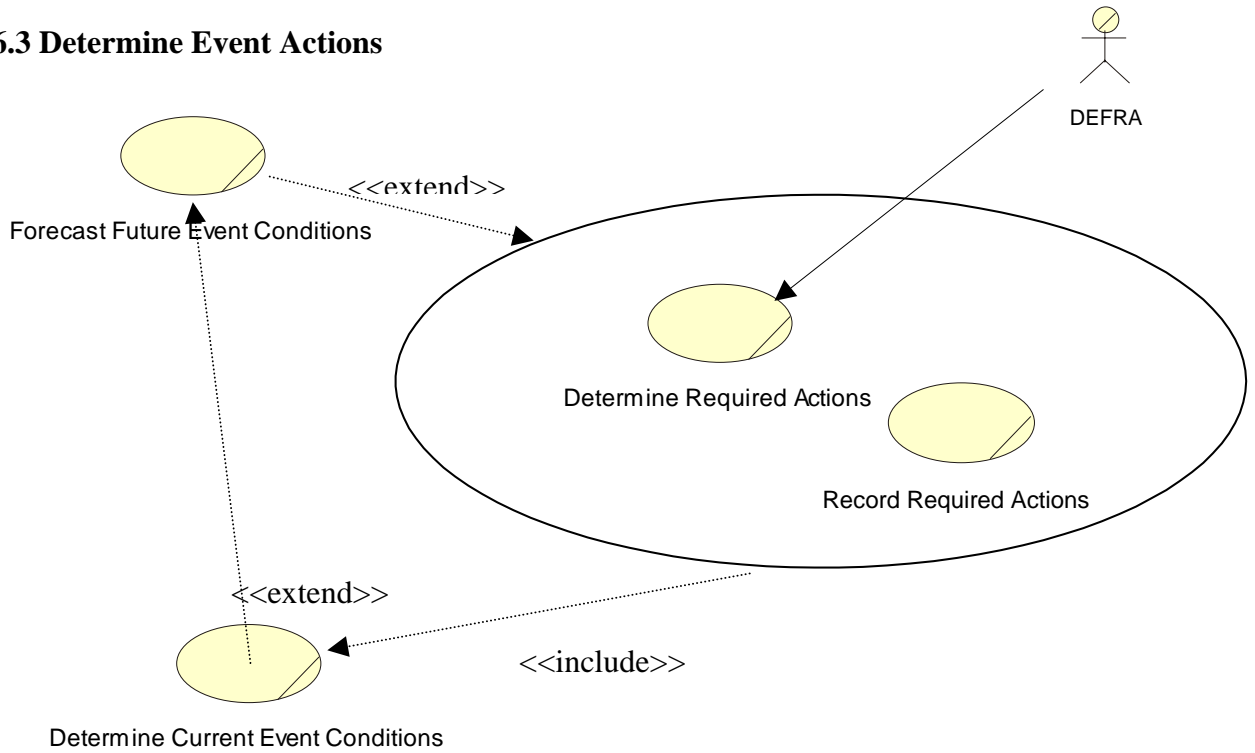 6.3 Determine Event Actions
DEFRA
<<extend>>
Forecast Future Event Conditions
Determine Required Actions
Record Required Actions
<<extend>>
<<include>>
Determine Current Event Conditions